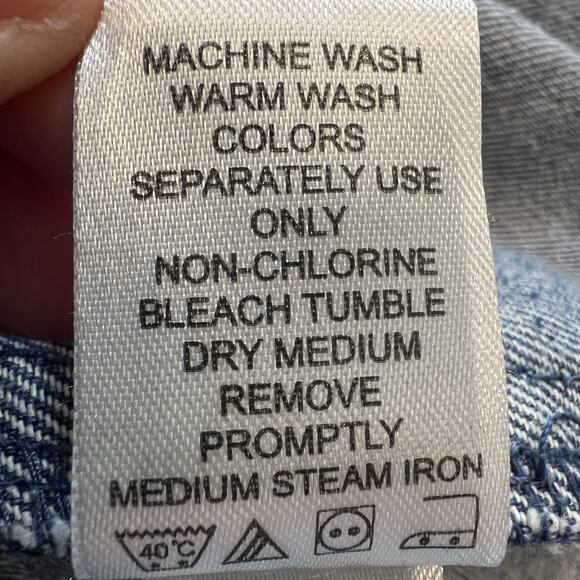 MACHINE WASH
WARM WASH
COLORS
SEPARATELY USE
ONLY
NON-CHLORINE
BLEACH TUMBLE
DRY MEDIUM
REMOVE
PROMPTLY
MEDIUM STEAM IRON
40°C